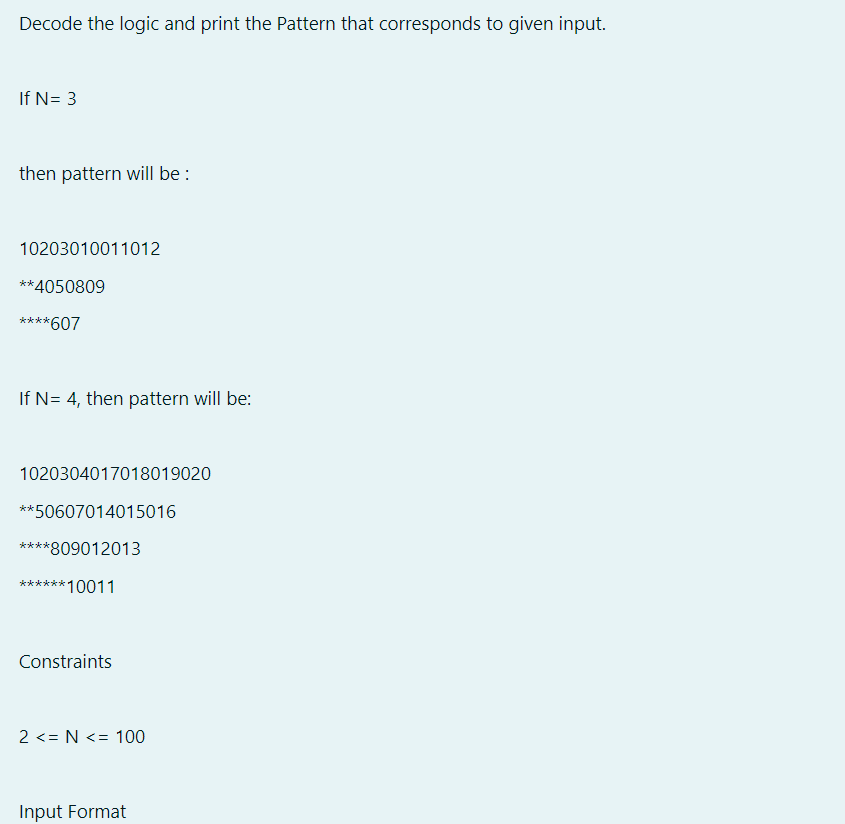 Decode the logic and print the Pattern that corresponds to given input.
If N= 3
then pattern will be :
10203010011012
**4050809
****607
If N= 4, then pattern will be:
1020304017018019020
**50607014015016
****809012013
******10011
Constraints
2 <= N <= 100
Input Format